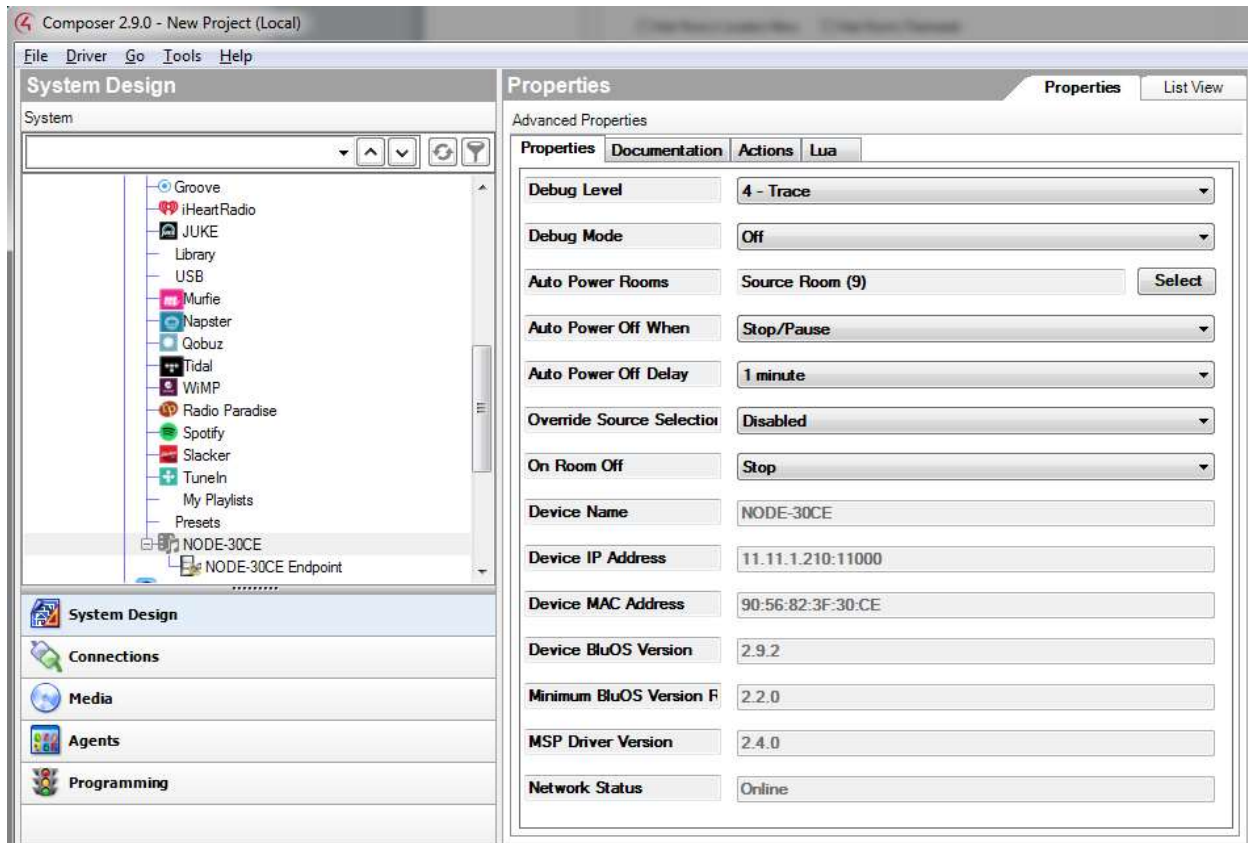 Composer 2.9.0 - New Project (Local)
File Driver Go Tools Help
System Design
System
Groove
iHeartRadio
JUKE
Library
USB
Murfie
Napster
Qobuz
Tidal
WiMP
Radio Paradise
Spotify
Slacker
TuneIn
My Playlists
Presets
NODE-30CE
NODE-30CE Endpoint
System Design
Connections
Media
Agents
Programming
Properties
Properties List View
Advanced Properties
Properties Documentation Actions Lua
Debug Level 4 - Trace
Debug Mode Off
Auto Power Rooms Source Room (9) Select
Auto Power Off When Stop/Pause
Auto Power Off Delay 1 minute
Override Source Selection Disabled
On Room Off Stop
Device Name NODE-30CE
Device IP Address 11.11.1.210:11000
Device MAC Address 90:56:82:3F:30:CE
Device BluOS Version 2.9.2
Minimum BluOS Version R 2.2.0
MSP Driver Version 2.4.0
Network Status Online